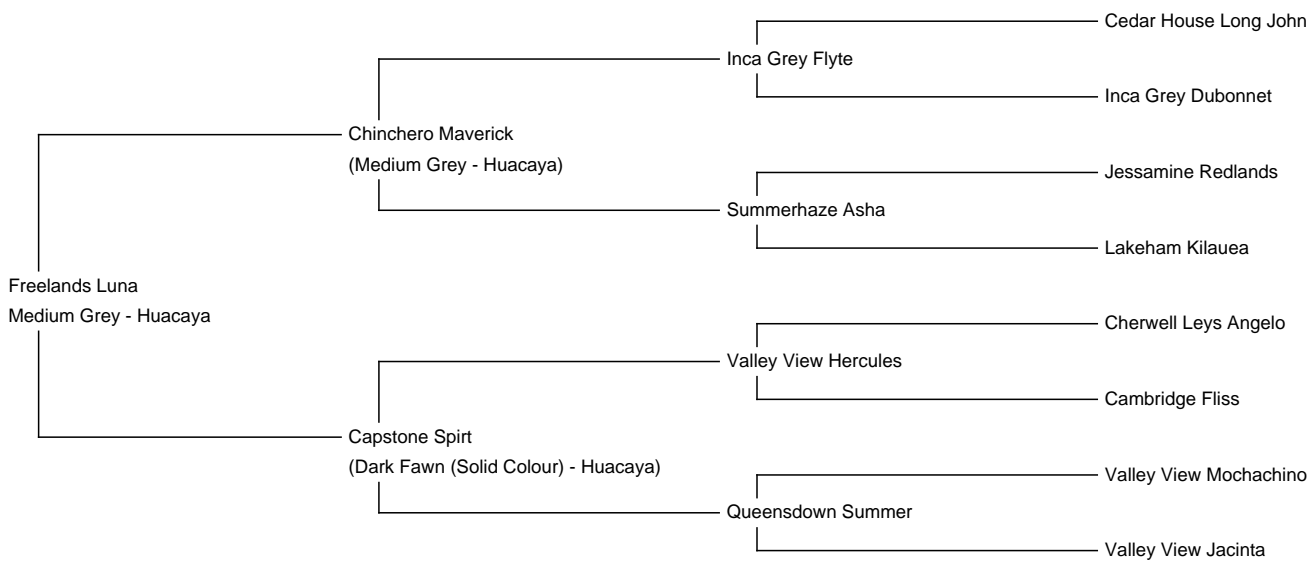 Cedar House Long John
Inca Grey Flyte
Inca Grey Dubonnet
Chinchero Maverick
(Medium Grey - Huacaya)
Jessamine Redlands
Summerhaze Asha
Lakeham Kilauea
Freelands Luna
Medium Grey - Huacaya
Cherwell Leys Angelo
Valley View Hercules
Cambridge Fliss
Capstone Spirt
(Dark Fawn (Solid Colour) - Huacaya)
Valley View Mochachino
Queensdown Summer
Valley View Jacinta